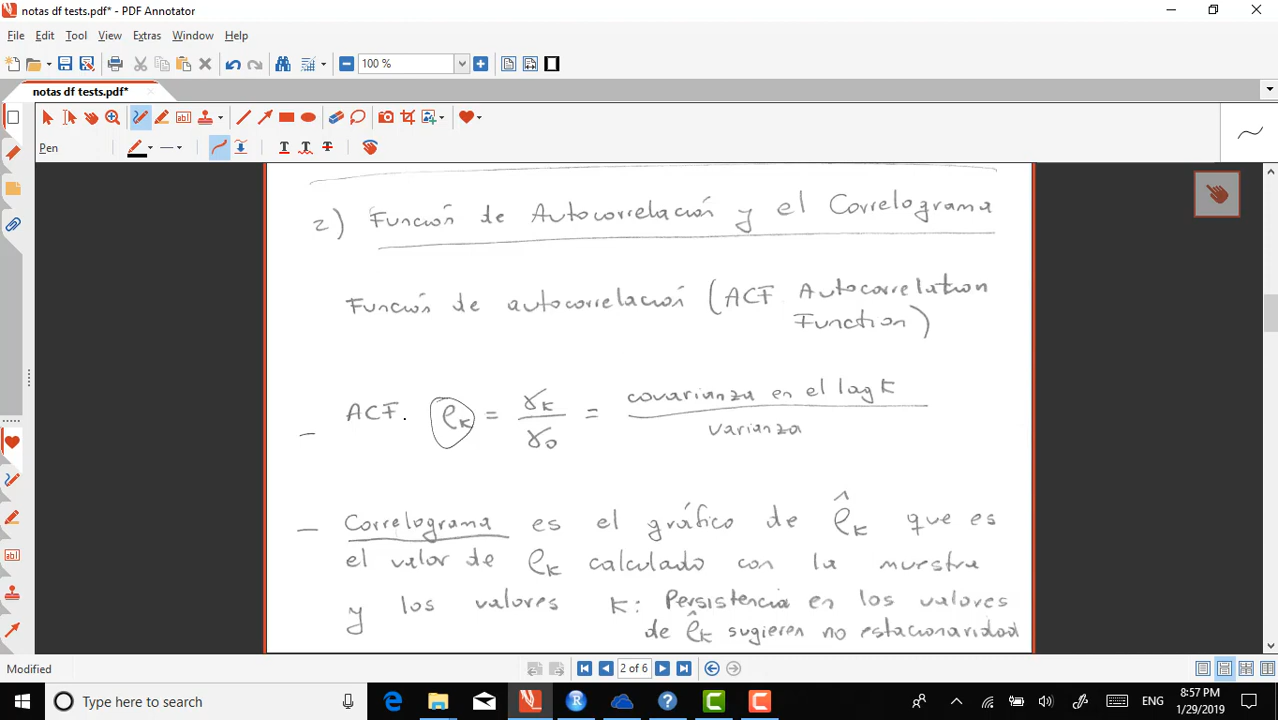 notas df tests.pdf* - PDF Annotator
File Edit Tool View Extras Window Help
100 %
notas df tests.pdf*
Pen
2) Función de Autocorrelación y el Correlograma
Función de autocorrelación (ACF Autocorrelation
Function)
ACF. ρₖ = γₖ / γ₀ = covarianza en el lag K / varianza
— Correlograma es el gráfico de ρ̂ₖ que es
el valor de ρₖ calculado con la muestra
y los valores K: Persistencia en los valores
de ρ̂ₖ sugieren no estacionaridad
Modified
2 of 6
Type here to search
ENG
8:57 PM
1/29/2019